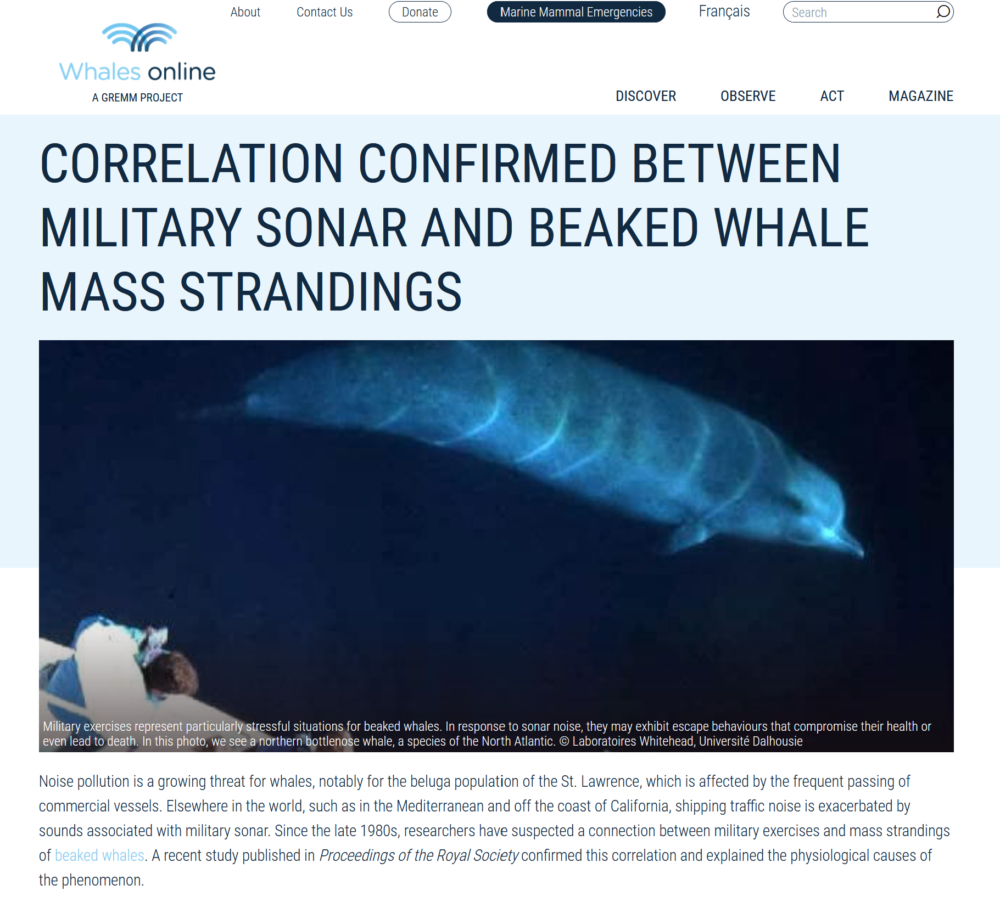 About Contact Us Donate Marine Mammal Emergencies Français Search
Whales online
A GREMM PROJECT
DISCOVER OBSERVE ACT MAGAZINE
CORRELATION CONFIRMED BETWEEN
MILITARY SONAR AND BEAKED WHALE
MASS STRANDINGS
Military exercises represent particularly stressful situations for beaked whales. In response to sonar noise, they may exhibit escape behaviours that compromise their health or
even lead to death. In this photo, we see a northern bottlenose whale, a species of the North Atlantic. © Laboratoires Whitehead, Université Dalhousie
Noise pollution is a growing threat for whales, notably for the beluga population of the St. Lawrence, which is affected by the frequent passing of
commercial vessels. Elsewhere in the world, such as in the Mediterranean and off the coast of California, shipping traffic noise is exacerbated by
sounds associated with military sonar. Since the late 1980s, researchers have suspected a connection between military exercises and mass strandings
of beaked whales. A recent study published in Proceedings of the Royal Society confirmed this correlation and explained the physiological causes of
the phenomenon.